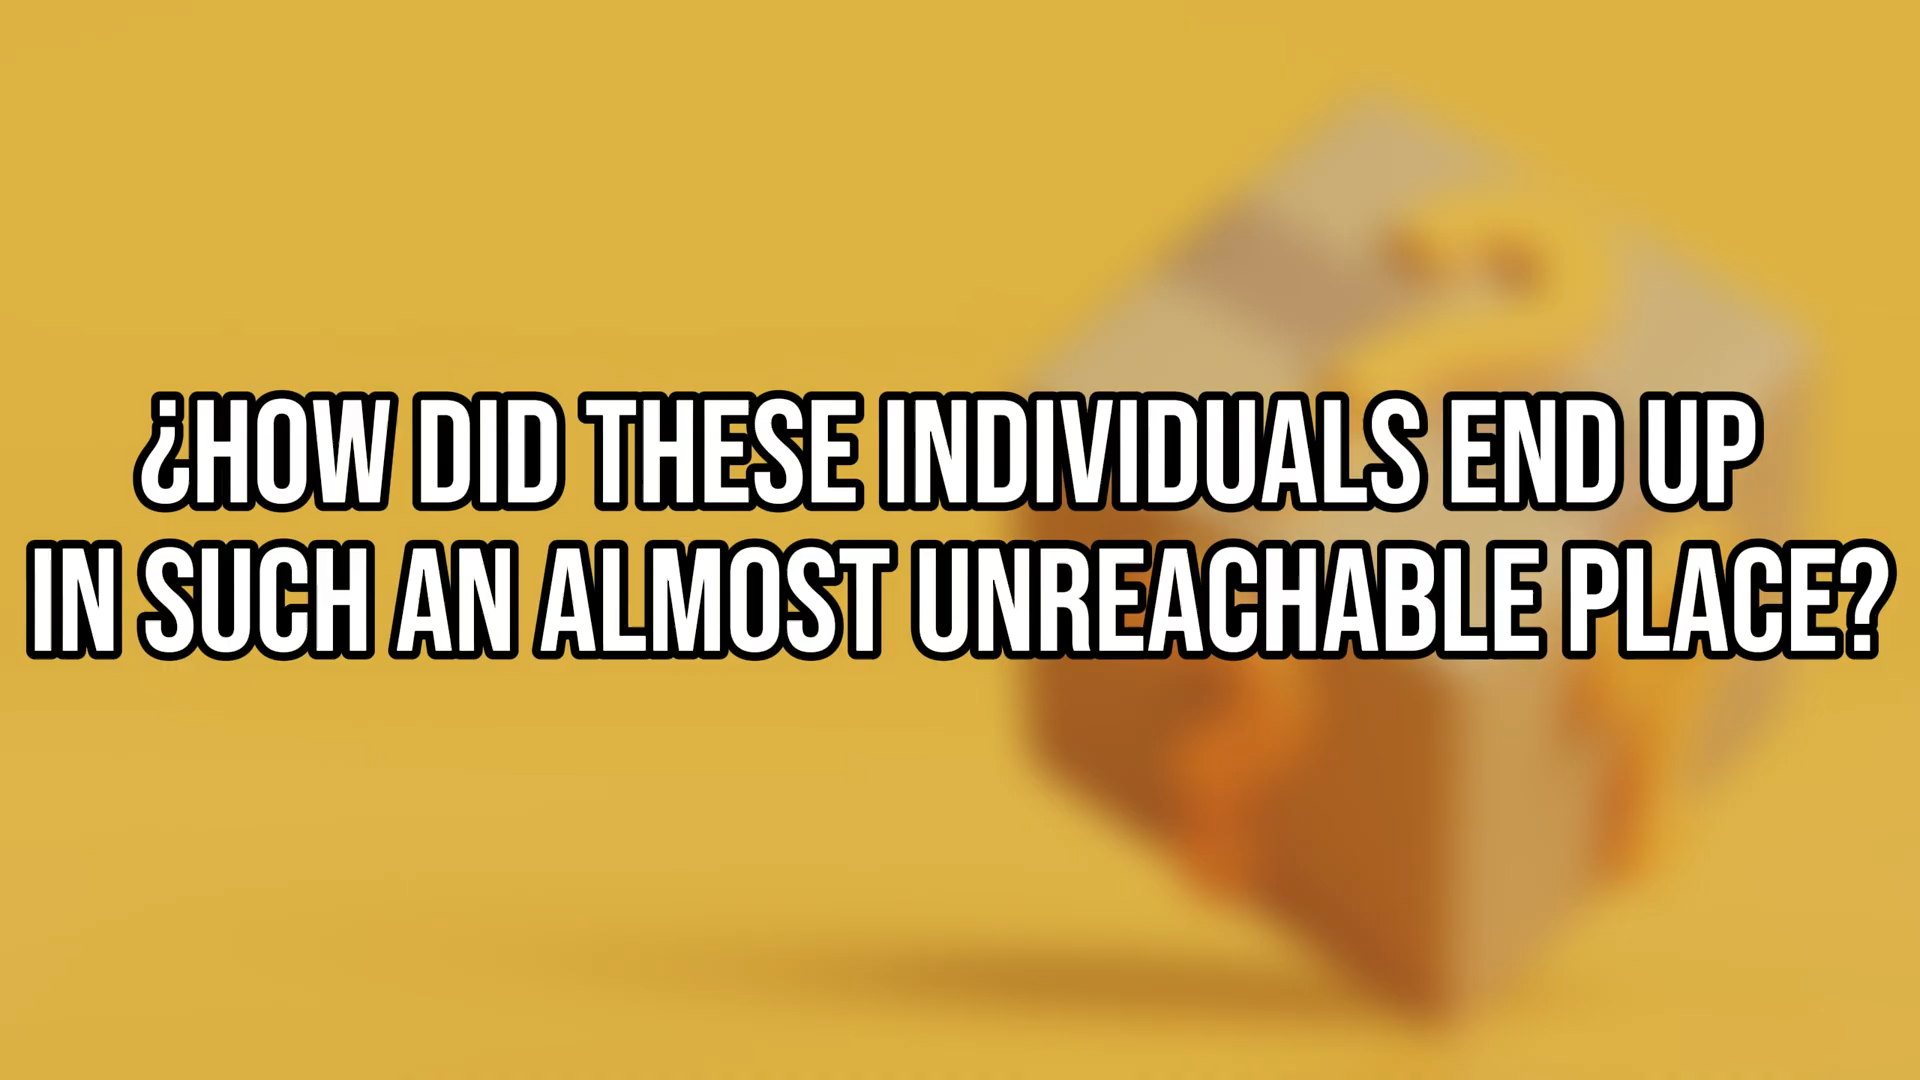 ¿HOW DID THESE INDIVIDUALS END UP
IN SUCH AN ALMOST UNREACHABLE PLACE?